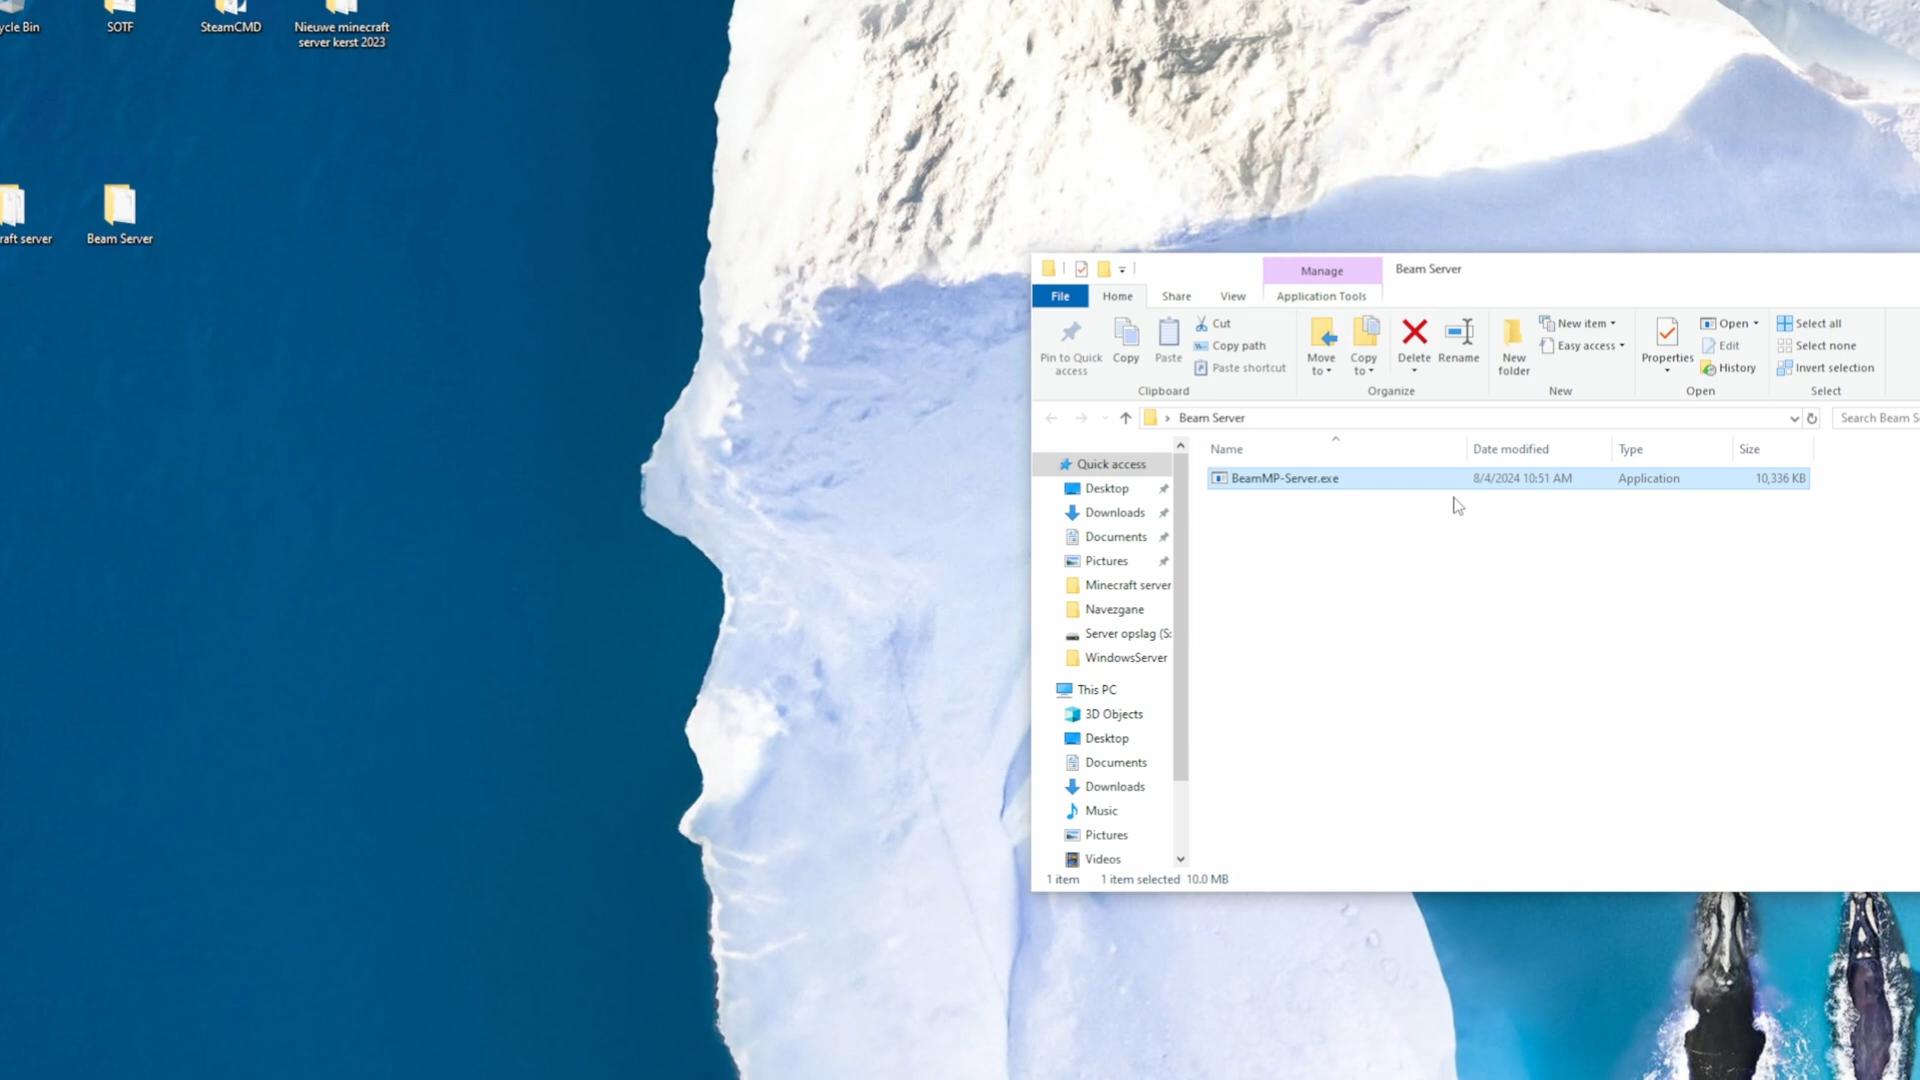 ycle Bin
SOTF
SteamCMD
Nieuwe minecraft
server kerst 2023
raft server
Beam Server
Manage
Beam Server
File
Home
Share
View
Application Tools
Pin to Quick
access
Copy
Paste
Cut
Copy path
Paste shortcut
Clipboard
Move
to
Copy
to
Delete
Rename
Organize
New
folder
New item
Easy access
New
Properties
Open
Edit
History
Open
Select all
Select none
Invert selection
Select
Beam Server
Search Beam S
Name
Date modified
Type
Size
BeamMP-Server.exe
8/4/2024 10:51 AM
Application
10,336 KB
Quick access
Desktop
Downloads
Documents
Pictures
Minecraft server
Navezgane
Server opslag (S:
WindowsServer
This PC
3D Objects
Desktop
Documents
Downloads
Music
Pictures
Videos
1 item
1 item selected 10.0 MB